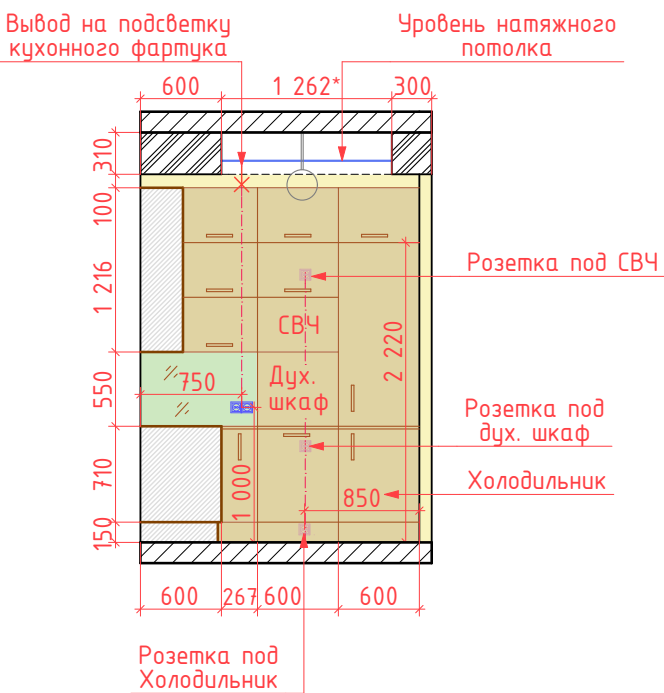 Вывод на подсветку
кухонного фартука
Уровень натяжного
потолка
600
1 262*
300
310
100
1 216
550
710
150
Розетка под СВЧ
СВЧ
2 220
750
Дух.
шкаф
Розетка под
дух. шкаф
1 000
850
Холодильник
600
267
600
600
Розетка под
Холодильник